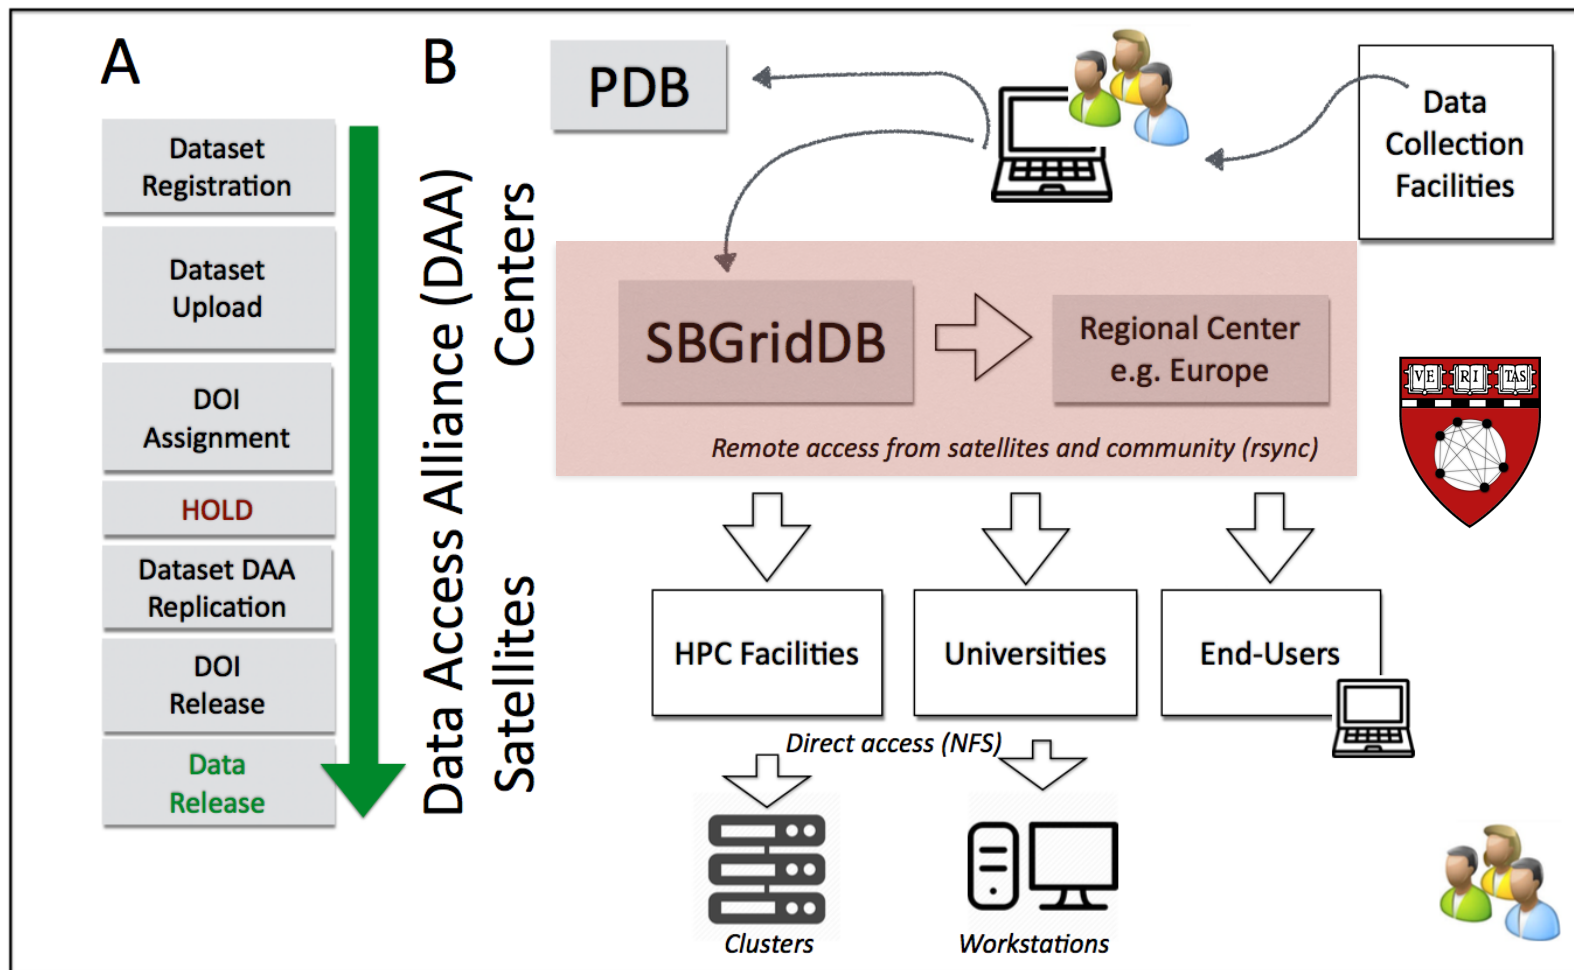 A
Dataset
Registration
Dataset
Upload
DOI
Assignment
HOLD
Dataset DAA
Replication
DOI
Release
Data
Release
B
Data Access Alliance (DAA)
Centers
Satellites
PDB
Data
Collection
Facilities
SBGridDB
Regional Center
e.g. Europe
Remote access from satellites and community (rsync)
VE RI TAS
HPC Facilities
Universities
End-Users
Direct access (NFS)
Clusters
Workstations